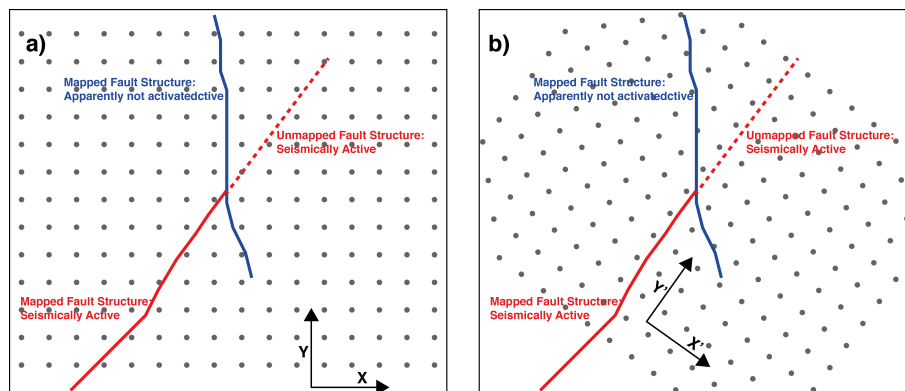 a)
Mapped Fault Structure:
Apparently not activatedctive
Unmapped Fault Structure:
Seismically Active
Mapped Fault Structure:
Seismically Active
Y
X
b)
Mapped Fault Structure:
Apparently not activatedctive
Unmapped Fault Structure:
Seismically Active
Mapped Fault Structure:
Seismically Active
Y'
X'